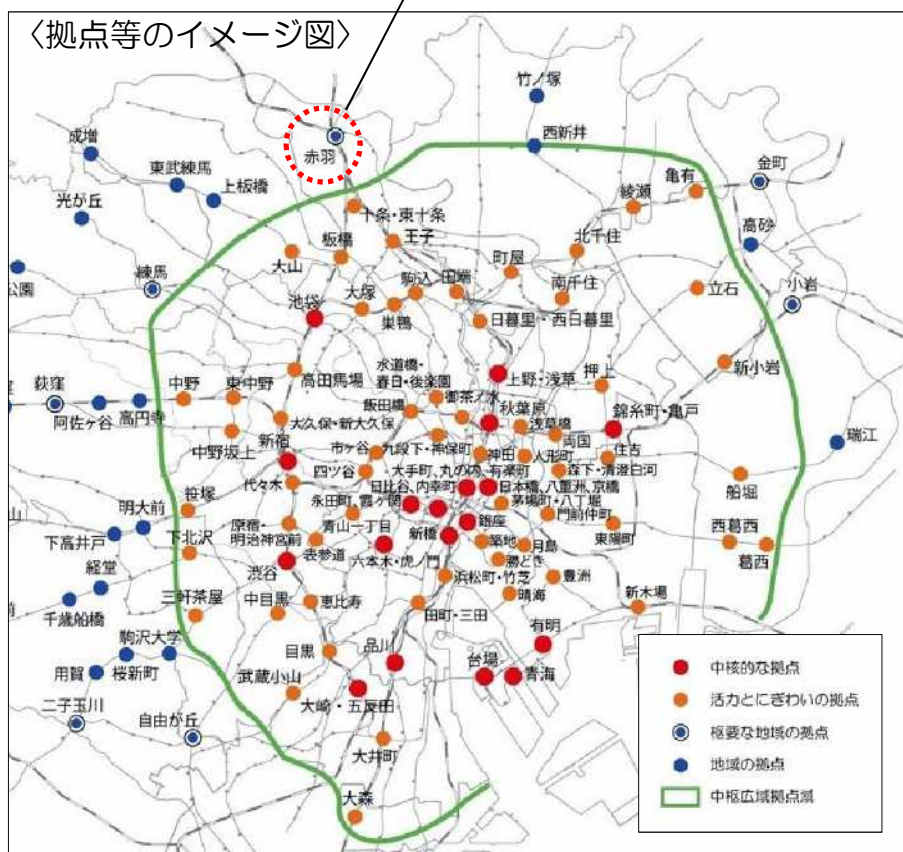 〈拠点等のイメージ図〉
竹ノ塚
赤羽
西新井
成増
東武練馬
上板橋
金町
亀有
綾瀬
光が丘
十条・東十条
高砂
板橋
王子
北千住
大山
町屋
練馬
公園
駒込
田端
南千住
立石
小岩
池袋
大塚
巣鴨
日暮里・西日暮里
新小岩
水道橋・
春日・後楽園
高田馬場
上野・浅草
押上
荻窪
中野
東中野
御茶ノ水
飯田橋
秋葉原
錦糸町・亀戸
阿佐ヶ谷
高円寺
大久保・新大久保
浅草橋
両国
瑞江
中野坂上
新宿
市ヶ谷
九段下・神保町
神田
人形町
住吉
四ツ谷
大手町、丸の内、有楽町
森下・清澄白河
代々木
日比谷、内幸町
日本橋、八重洲、京橋
船堀
笹塚
永田町、霞ヶ関
茅場町・八丁堀
明大前
銀座
門前仲町
原宿・
明治神宮前
青山一丁目
新橋
東陽町
西葛西
下高井戸
下北沢
表参道
築地
月島
葛西
六本木・虎ノ門
勝どき
渋谷
経堂
浜松町・竹芝
豊洲
三軒茶屋
中目黒
恵比寿
晴海
新木場
千歳船橋
田町・三田
駒沢大学
有明
目黒
品川
台場
用賀
桜新町
武蔵小山
青海
二子玉川
自由が丘
大崎・五反田
大井町
大森
中核的な拠点
活力とにぎわいの拠点
枢要な地域の拠点
地域の拠点
中枢広域拠点域